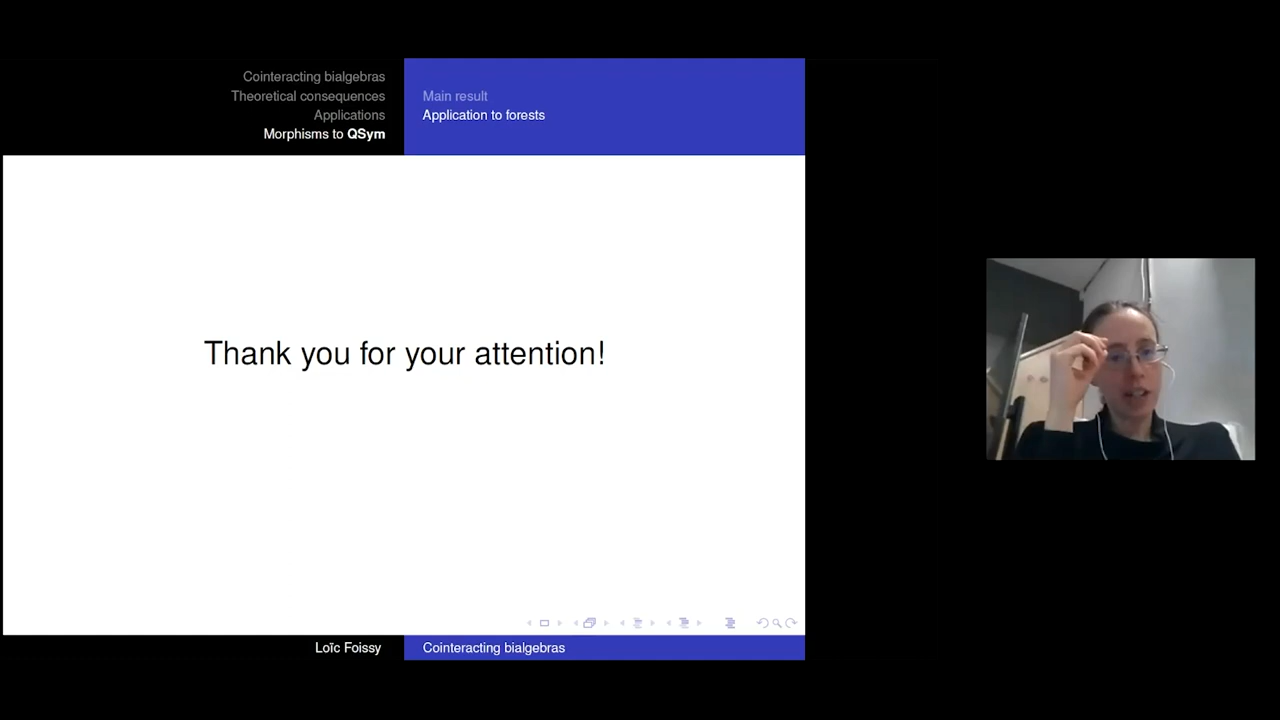 Cointeracting bialgebras
Theoretical consequences
Applications
Morphisms to QSym
Main result
Application to forests
Thank you for your attention!
Loïc Foissy
Cointeracting bialgebras